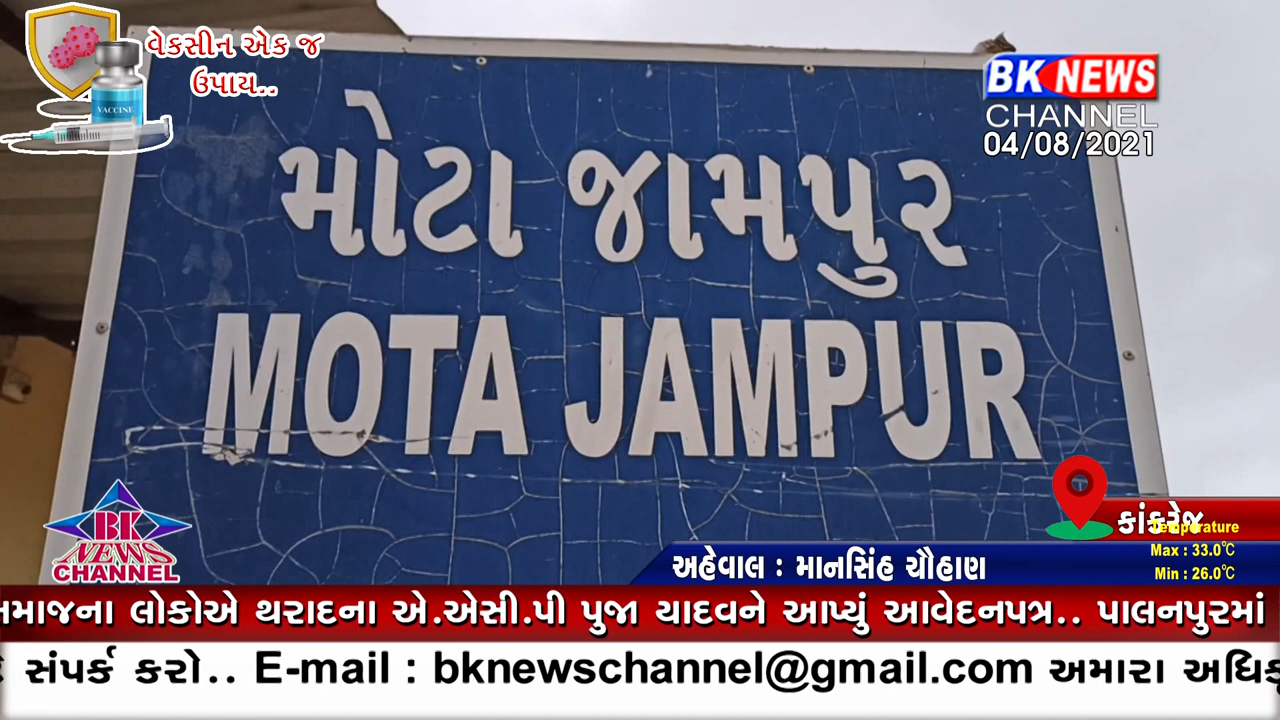 વેકસીન એક જ
ઉપાય..
VACCINE
BK NEWS
CHANNEL
04/08/2021
મોટા જામપુર
MOTA JAMPUR
કાંકરેજ
Temperature
Max : 33.0℃
Min : 26.0℃
BK
NEWS
CHANNEL
અહેવાલ : માનસિંહ ચૌહાણ
લોકોએ થરાદના એ.એસી.પી પુજા યાદવને આપ્યું આવેદનપત્ર.. પાલનપુરમાં
સંપર્ક કરો.. E-mail : bknewschannel@gmail.com અમારા